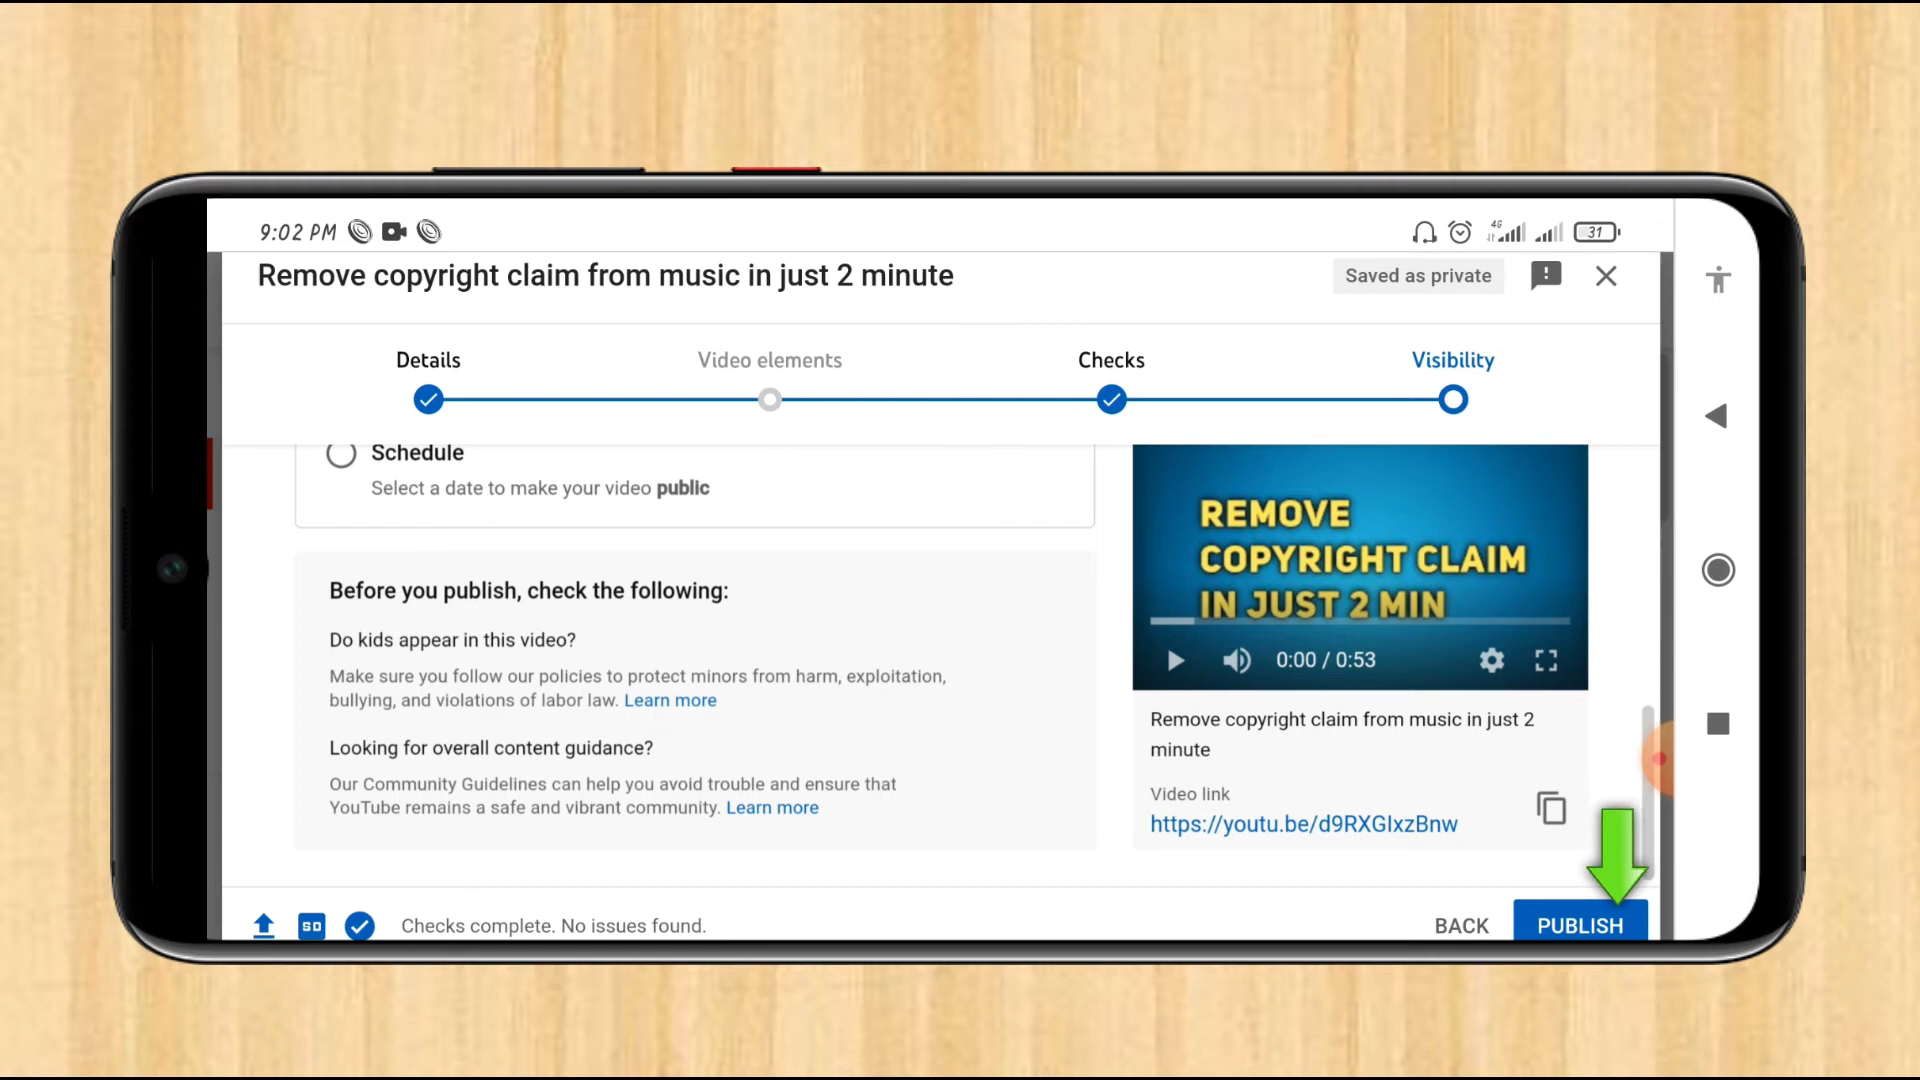 9:02 PM
4G
31
Remove copyright claim from music in just 2 minute
Saved as private
Details
Video elements
Checks
Visibility
Schedule
Select a date to make your video public
Before you publish, check the following:
Do kids appear in this video?
Make sure you follow our policies to protect minors from harm, exploitation,
bullying, and violations of labor law. Learn more
Looking for overall content guidance?
Our Community Guidelines can help you avoid trouble and ensure that
YouTube remains a safe and vibrant community. Learn more
REMOVE
COPYRIGHT CLAIM
IN JUST 2 MIN
0:00 / 0:53
Remove copyright claim from music in just 2
minute
Video link
https://youtu.be/d9RXGIxzBnw
SD
Checks complete. No issues found.
BACK
PUBLISH